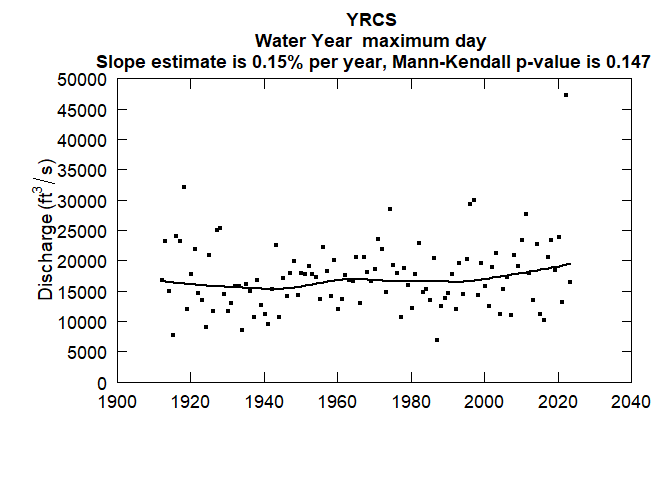 YRCS
Water Year maximum day
Slope estimate is 0.15% per year, Mann-Kendall p-value is 0.147
Discharge (ft³/s)
50000
45000
40000
35000
30000
25000
20000
15000
10000
5000
0
1900 1920 1940 1960 1980 2000 2020 2040